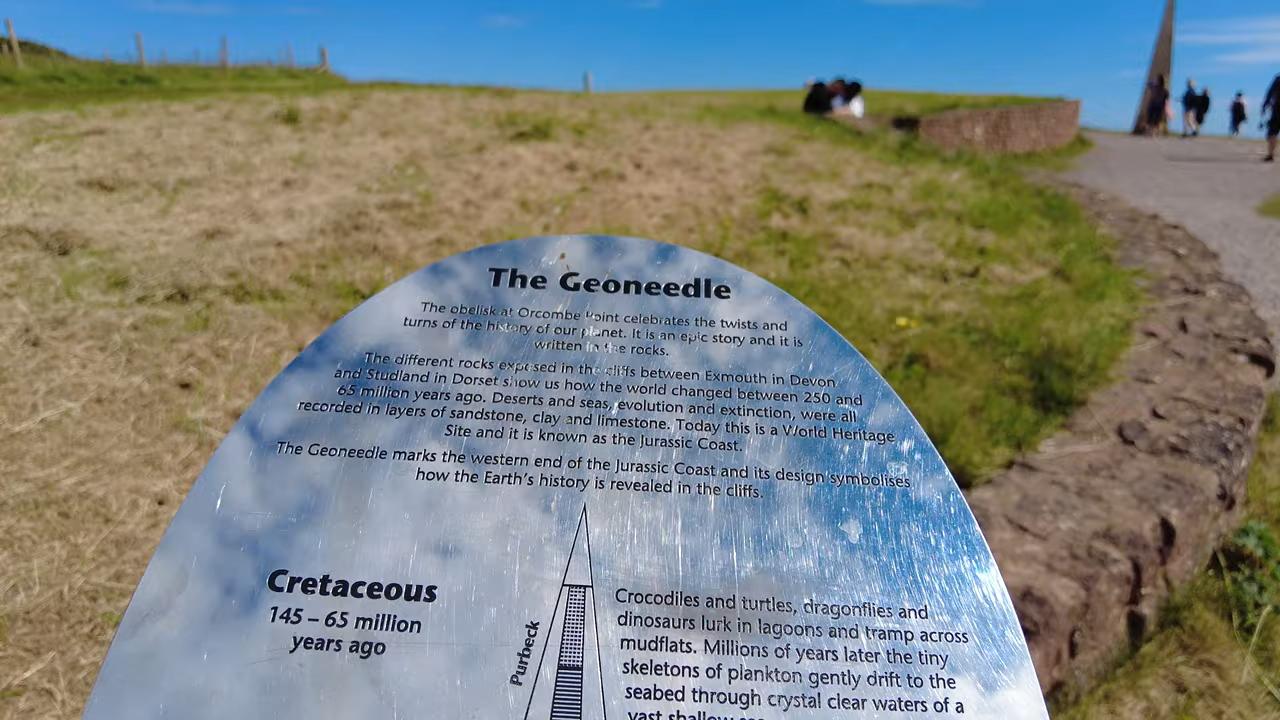 The Geoneedle
The obelisk at Orcombe Point celebrates the twists and
turns of the history of our planet. It is an epic story and it is
written in the rocks.
The different rocks exposed in the cliffs between Exmouth in Devon
and Studland in Dorset show us how the world changed between 250 and
65 million years ago. Deserts and seas, evolution and extinction, were all
recorded in layers of sandstone, clay and limestone. Today this is a World Heritage
Site and it is known as the Jurassic Coast.
The Geoneedle marks the western end of the Jurassic Coast and its design symbolises
how the Earth's history is revealed in the cliffs.
Cretaceous
145 – 65 million
years ago
Purbeck
Crocodiles and turtles, dragonflies and
dinosaurs lurk in lagoons and tramp across
mudflats. Millions of years later the tiny
skeletons of plankton gently drift to the
seabed through crystal clear waters of a
vast shallow